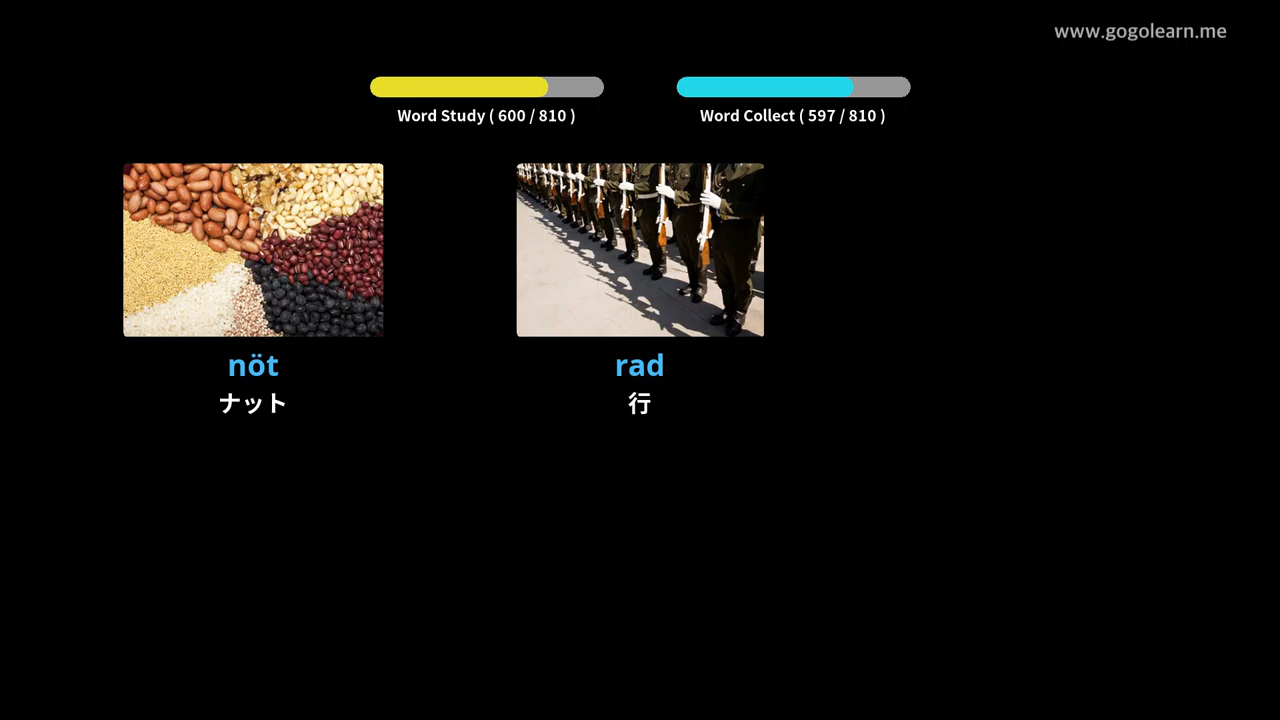 www.gogolearn.me
Word Study ( 600 / 810 )
Word Collect ( 597 / 810 )
nöt
ナット
rad
行